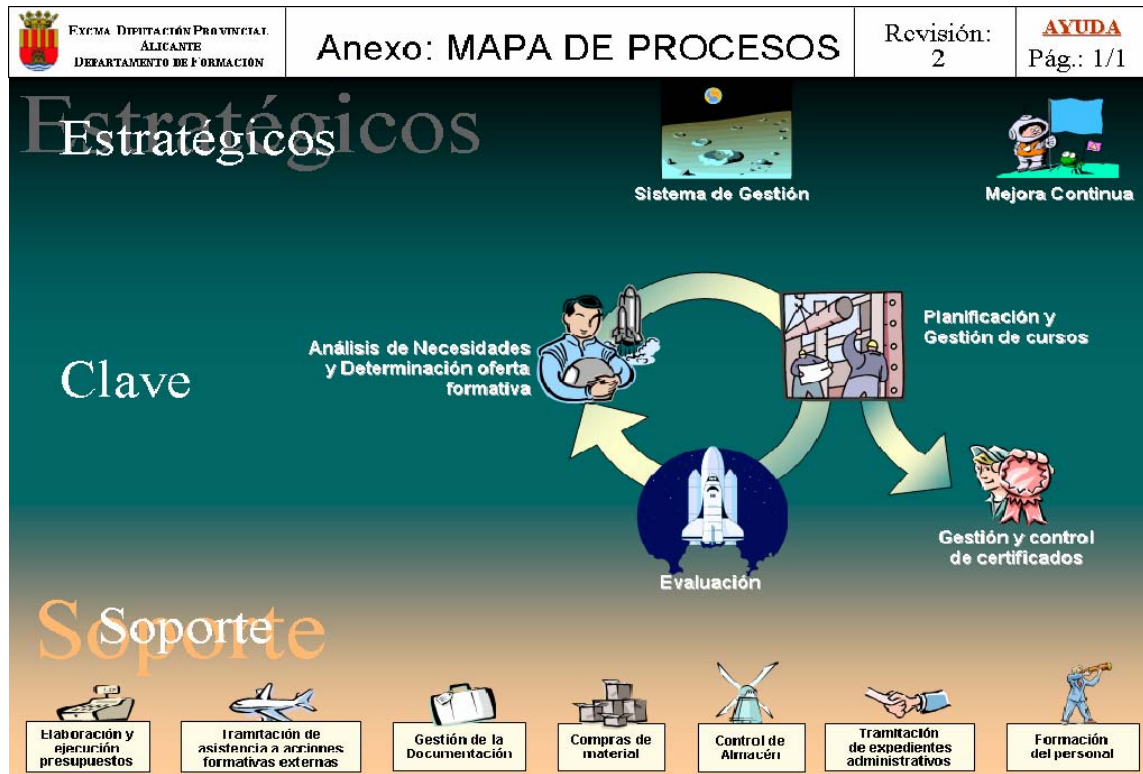 EXCMA DIPUTACIÓN PROVINCIAL
ALICANTE
DEPARTAMENTO DE FORMACIÓN
Anexo: MAPA DE PROCESOS
Revisión:
2
AYUDA
Pág.: 1/1
Estratégicos
Estratégicos
Sistema de Gestión
Mejora Continua
Clave
Análisis de Necesidades
y Determinación oferta
formativa
Planificación y
Gestión de cursos
Gestión y control
de certificados
Evaluación
Soporte
Soporte
Elaboración y
ejecución
presupuestos
Tramitación de
asistencia a acciones
formativas externas
Gestión de la
Documentación
Compras de
material
Control de
Almacén
Tramitación
de expedientes
administrativos
Formación
del personal